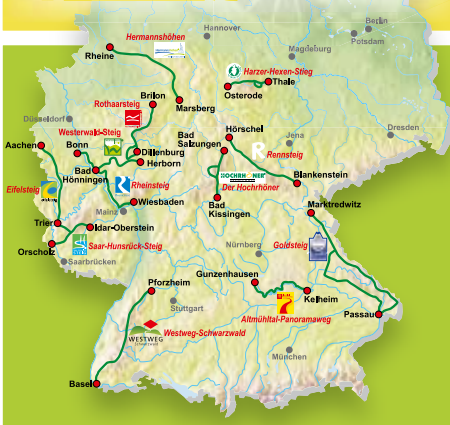 Hermannshöhen
Hannover
Berlin
Potsdam
Rheine
Magdeburg
Harzer-Hexen-Stieg
Thale
Osterode
Brilon
Rothaarsteig
Marsberg
Düsseldorf
Westerwald-Steig
Bad
Salzungen
Hörschel
Jena
Dresden
Aachen
Bonn
Dillenburg
Herborn
Rennsteig
Bad
Hönningen
Rheinsteig
HOCHRHÖNER
Der Hochrhöner
Blankenstein
Eifelsteig
Wiesbaden
Bad
Kissingen
Marktredwitz
Mainz
Trier
Idar-Oberstein
Orscholz
Saar-Hunsrück-Steig
Saarbrücken
Nürnberg
Goldsteig
Gunzenhausen
Pforzheim
Kelheim
Stuttgart
Altmühltal-Panoramaweg
Passau
WESTWEG
Schwarzwald
Westweg-Schwarzwald
München
Basel